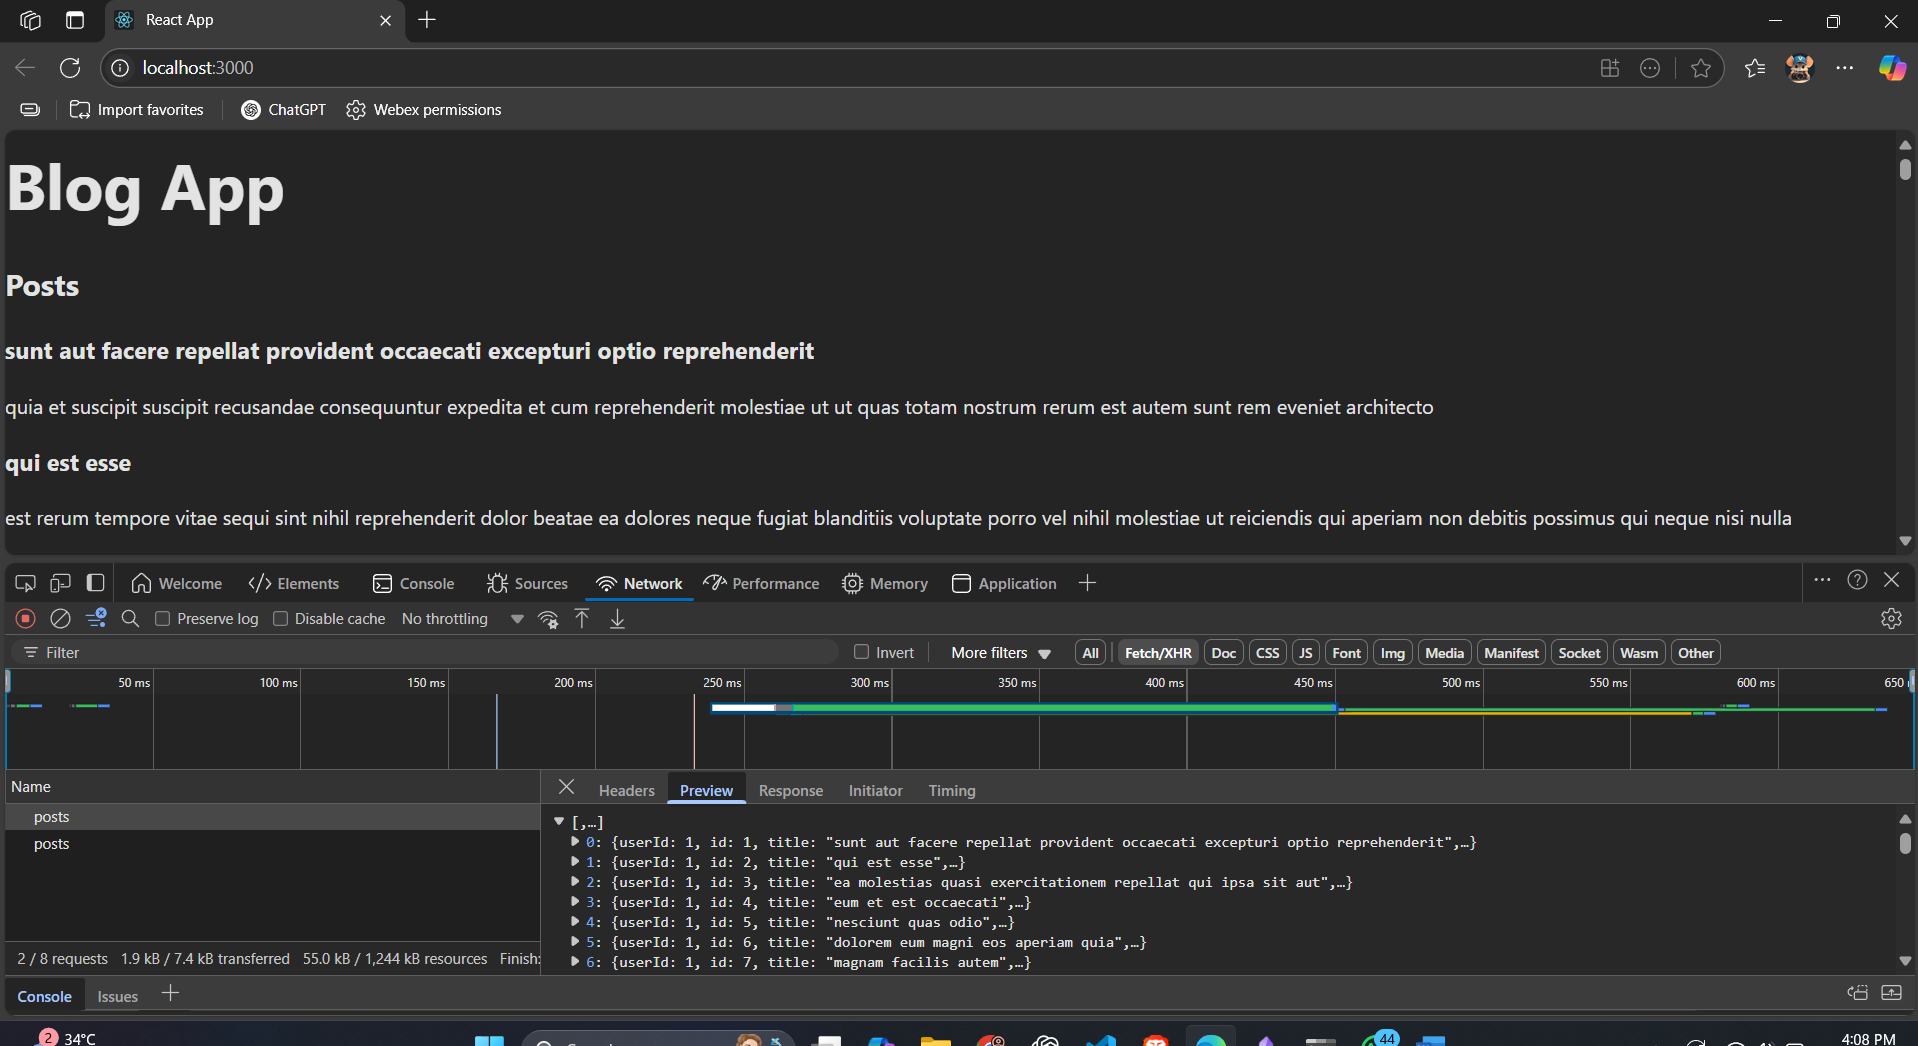 React App
localhost:3000
Import favorites
ChatGPT
Webex permissions
Blog App
Posts
sunt aut facere repellat provident occaecati excepturi optio reprehenderit
quia et suscipit suscipit recusandae consequuntur expedita et cum reprehenderit molestiae ut ut quas totam nostrum rerum est autem sunt rem eveniet architecto
qui est esse
est rerum tempore vitae sequi sint nihil reprehenderit dolor beatae ea dolores neque fugiat blanditiis voluptate porro vel nihil molestiae ut reiciendis qui aperiam non debitis possimus qui neque nisi nulla
Welcome Elements Console Sources Network Performance Memory Application
Preserve log Disable cache No throttling
Filter Invert More filters All Fetch/XHR Doc CSS JS Font Img Media Manifest Socket Wasm Other
50 ms 100 ms 150 ms 200 ms 250 ms 300 ms 350 ms 400 ms 450 ms 500 ms 550 ms 600 ms 650
Name
posts
posts
2 / 8 requests 1.9 kB / 7.4 kB transferred 55.0 kB / 1,244 kB resources Finish:
Headers Preview Response Initiator Timing
[,…]
0: {userId: 1, id: 1, title: "sunt aut facere repellat provident occaecati excepturi optio reprehenderit",…}
1: {userId: 1, id: 2, title: "qui est esse",…}
2: {userId: 1, id: 3, title: "ea molestias quasi exercitationem repellat qui ipsa sit aut",…}
3: {userId: 1, id: 4, title: "eum et est occaecati",…}
4: {userId: 1, id: 5, title: "nesciunt quas odio",…}
5: {userId: 1, id: 6, title: "dolorem eum magni eos aperiam quia",…}
6: {userId: 1, id: 7, title: "magnam facilis autem",…}
Console Issues
2 34°C
44
4:08 PM